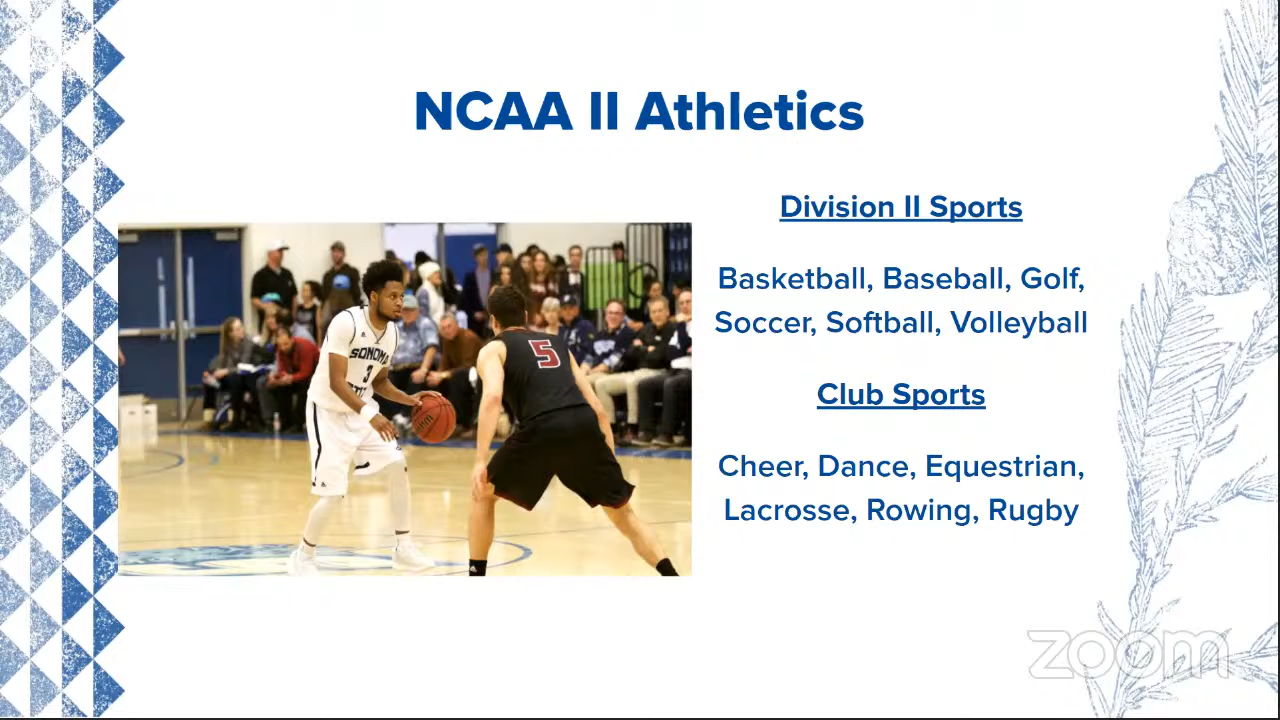 NCAA II Athletics
Division II Sports
Basketball, Baseball, Golf,
Soccer, Softball, Volleyball
Club Sports
Cheer, Dance, Equestrian,
Lacrosse, Rowing, Rugby
SONOMA
3
5
zoom